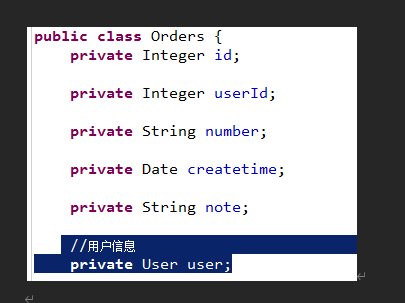 public class Orders {
private Integer id;
private Integer userId;
private String number;
private Date createtime;
private String note;
//用户信息
private User user;